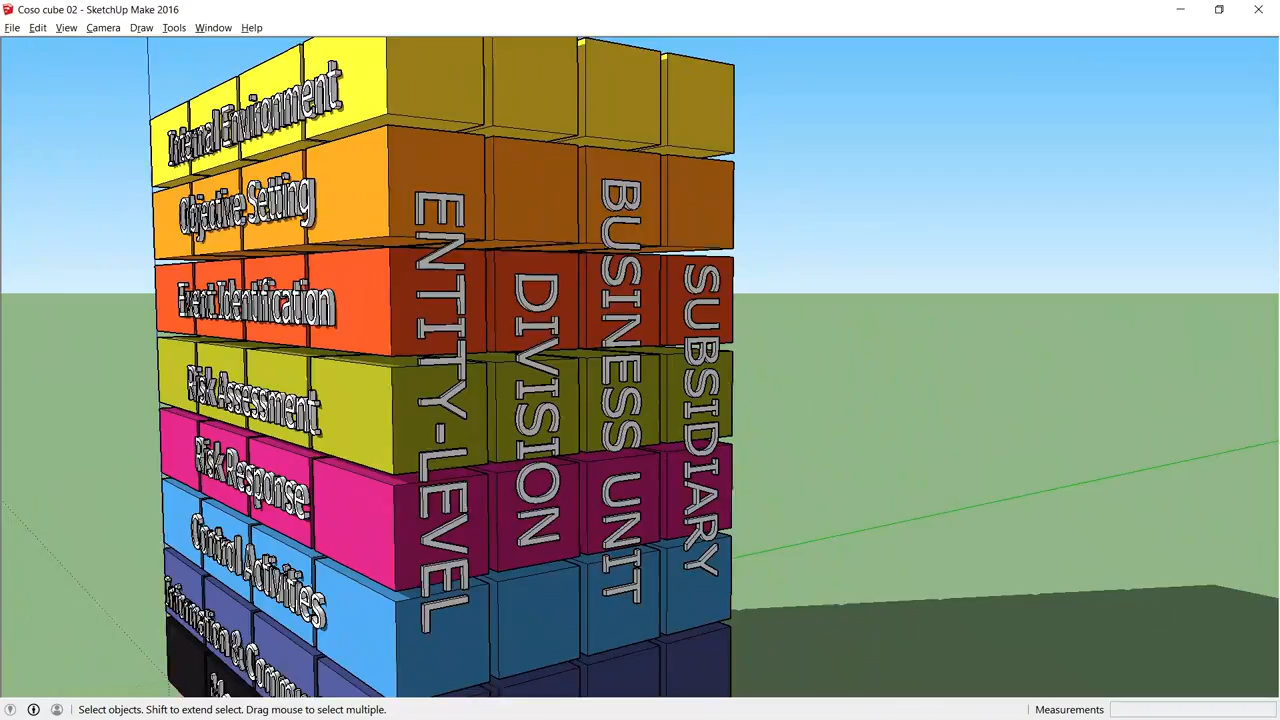 Coso cube 02 - SketchUp Make 2016
File Edit View Camera Draw Tools Window Help
Internal Environment
Objective Setting
Event Identification
Risk Assessment
Risk Response
Control Activities
Information &
ENTITY-LEVEL
DIVISION
BUSINESS UNIT
SUBSIDIARY
Select objects. Shift to extend select. Drag mouse to select multiple.
Measurements